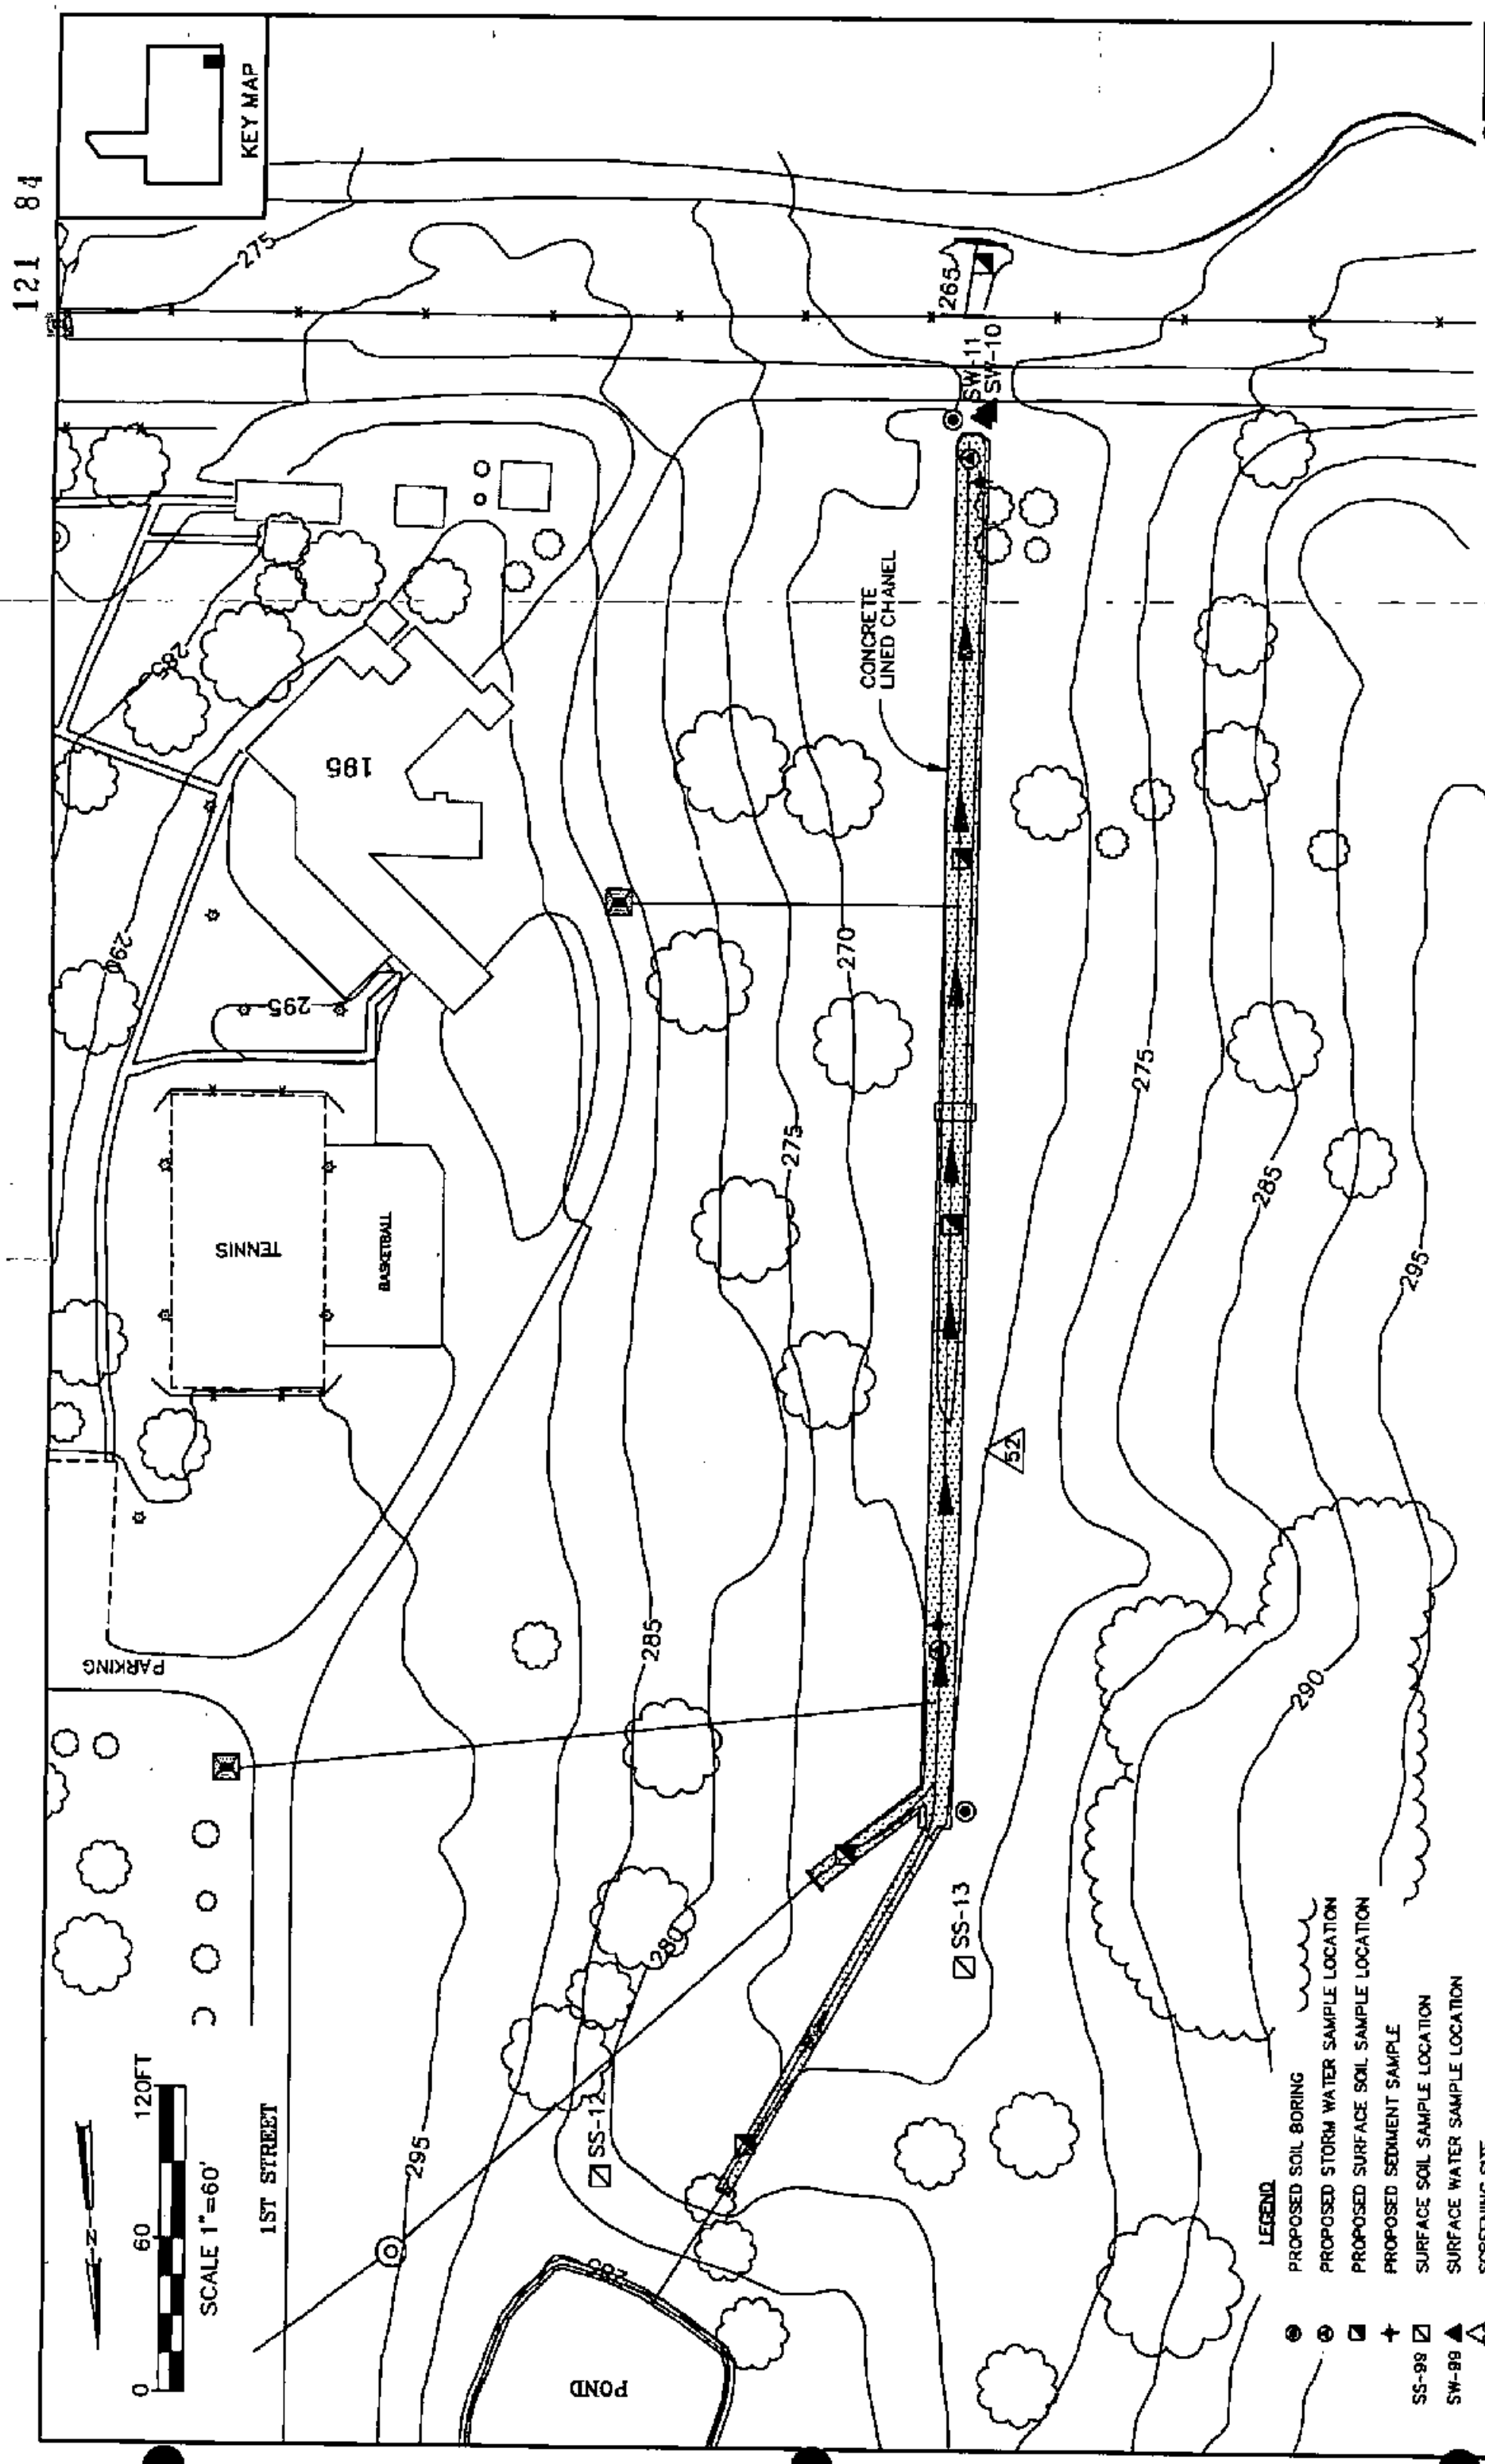 121 84
KEY MAP
275
265
SW-11
SW-10
CONCRETE
LINED CHANEL
285
195
290
295
270
275
275
TENNIS
BASKETBALL
285
295
52
PARKING
285
290
280
SS-13
SS-12
295
1ST STREET
N
0 60 120FT
SCALE 1"=60'
POND
LEGEND
PROPOSED SOIL BORING
PROPOSED STORM WATER SAMPLE LOCATION
PROPOSED SURFACE SOIL SAMPLE LOCATION
PROPOSED SEDIMENT SAMPLE
SS-99 SURFACE SOIL SAMPLE LOCATION
SW-99 SURFACE WATER SAMPLE LOCATION